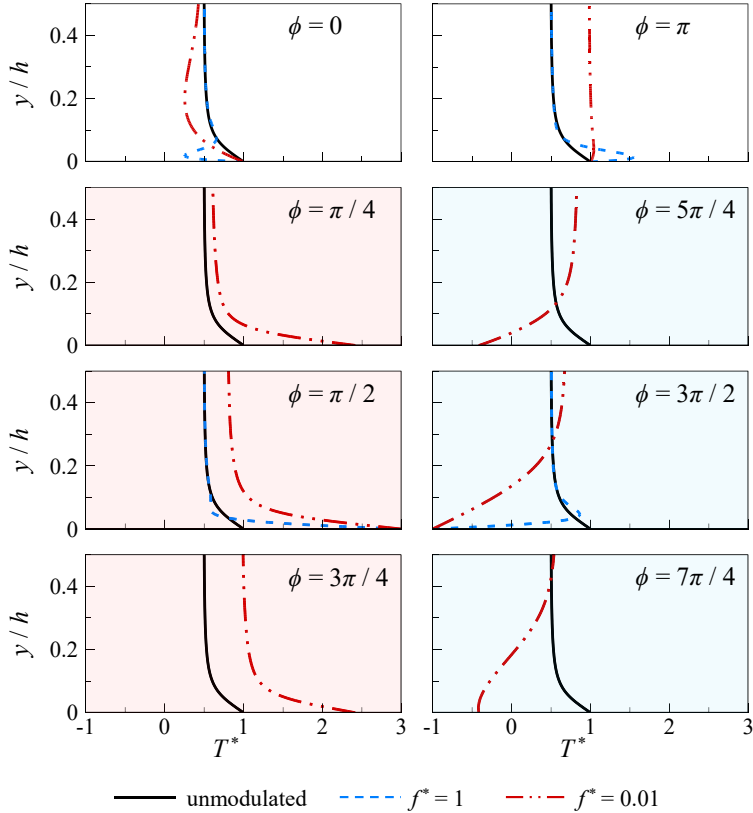 0.4
0.2
0
y / h
ϕ = 0
ϕ = π
0.4
0.2
0
y / h
ϕ = π / 4
ϕ = 5π / 4
0.4
0.2
0
y / h
ϕ = π / 2
ϕ = 3π / 2
0.4
0.2
0
y / h
ϕ = 3π / 4
ϕ = 7π / 4
-1 0 1 2 3
-1 0 1 2 3
T*
T*
unmodulated f* = 1 f* = 0.01